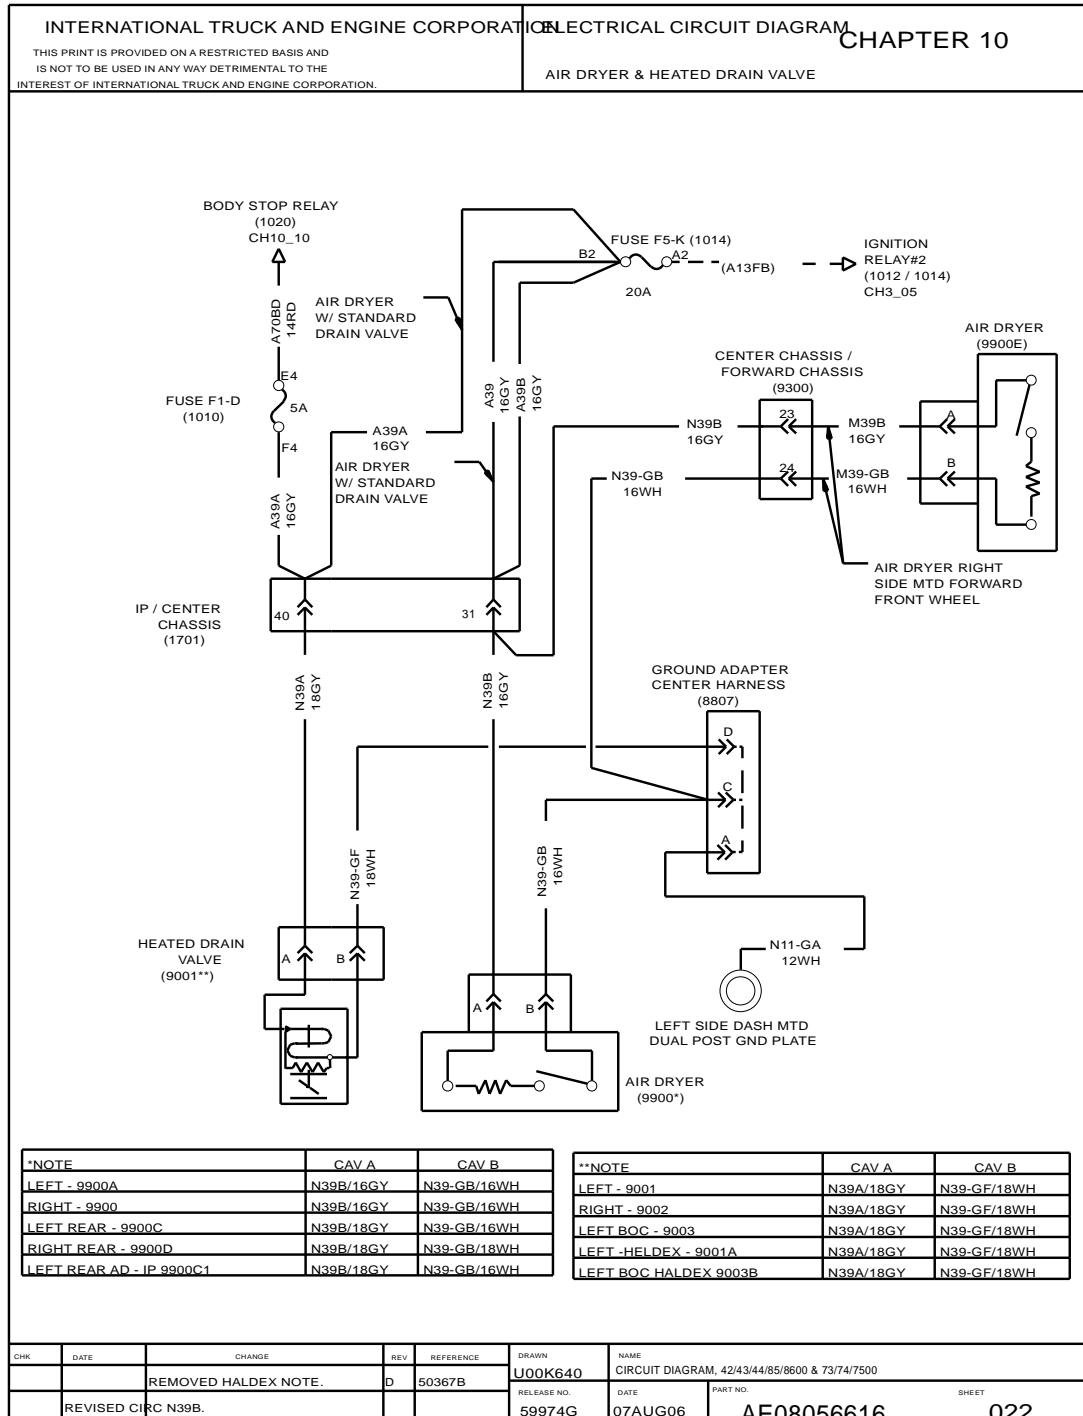 INTERNATIONAL TRUCK AND ENGINE CORPORATION
THIS PRINT IS PROVIDED ON A RESTRICTED BASIS AND
IS NOT TO BE USED IN ANY WAY DETRIMENTAL TO THE
INTEREST OF INTERNATIONAL TRUCK AND ENGINE CORPORATION.
ELECTRICAL CIRCUIT DIAGRAM
CHAPTER 10
AIR DRYER & HEATED DRAIN VALVE
BODY STOP RELAY
(1020)
CH10_10
A70BD
14RD
E4
FUSE F1-D
(1010)
5A
F4
A39A
16GY
AIR DRYER
W/ STANDARD
DRAIN VALVE
A39A
16GY
AIR DRYER
W/ STANDARD
DRAIN VALVE
A39
16GY
A39B
16GY
B2
FUSE F5-K (1014)
A2
20A
(A13FB)
IGNITION
RELAY#2
(1012 / 1014)
CH3_05
CENTER CHASSIS /
FORWARD CHASSIS
(9300)
AIR DRYER
(9900E)
N39B
16GY
23
M39B
16GY
A
N39-GB
16WH
24
M39-GB
16WH
B
AIR DRYER RIGHT
SIDE MTD FORWARD
FRONT WHEEL
IP / CENTER
CHASSIS
(1701)
40
31
N39A
18GY
N39B
16GY
GROUND ADAPTER
CENTER HARNESS
(8807)
D
C
A
N39-GF
18WH
N39-GB
16WH
HEATED DRAIN
VALVE
(9001**)
A
B
N11-GA
12WH
LEFT SIDE DASH MTD
DUAL POST GND PLATE
A
B
AIR DRYER
(9900*)
*NOTE CAV A CAV B
LEFT - 9900A N39B/16GY N39-GB/16WH
RIGHT - 9900 N39B/16GY N39-GB/16WH
LEFT REAR - 9900C N39B/18GY N39-GB/16WH
RIGHT REAR - 9900D N39B/18GY N39-GB/18WH
LEFT REAR AD - IP 9900C1 N39B/18GY N39-GB/16WH
**NOTE CAV A CAV B
LEFT - 9001 N39A/18GY N39-GF/18WH
RIGHT - 9002 N39A/18GY N39-GF/18WH
LEFT BOC - 9003 N39A/18GY N39-GF/18WH
LEFT -HELDEX - 9001A N39A/18GY N39-GF/18WH
LEFT BOC HALDEX 9003B N39A/18GY N39-GF/18WH
CHK DATE CHANGE REV REFERENCE
REMOVED HALDEX NOTE. D 50367B
REVISED CIRC N39B.
DRAWN
U00K640
NAME
CIRCUIT DIAGRAM, 42/43/44/85/8600 & 73/74/7500
RELEASE NO.
59974G
DATE
07AUG06
PART NO.
AE08056616
SHEET
022